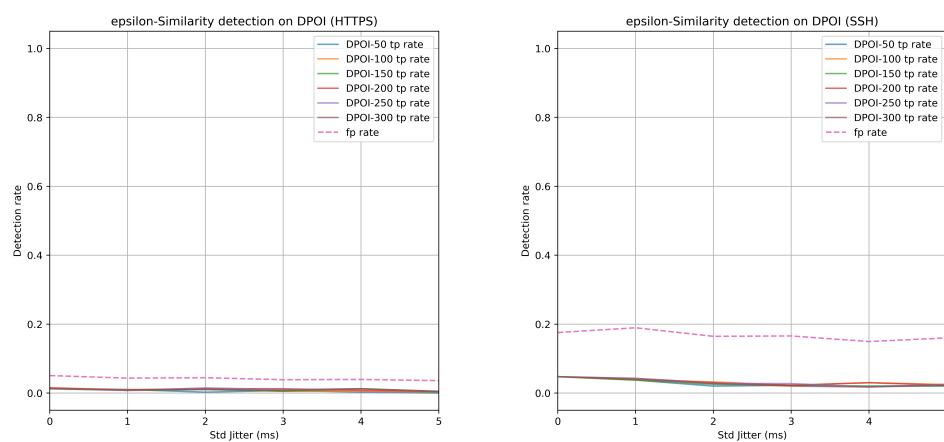 epsilon-Similarity detection on DPOI (HTTPS)
1.0
0.8
0.6
0.4
0.2
0.0
Detection rate
DPOI-50 tp rate
DPOI-100 tp rate
DPOI-150 tp rate
DPOI-200 tp rate
DPOI-250 tp rate
DPOI-300 tp rate
fp rate
0 1 2 3 4 5
Std Jitter (ms)
epsilon-Similarity detection on DPOI (SSH)
1.0
0.8
0.6
0.4
0.2
0.0
Detection rate
DPOI-50 tp rate
DPOI-100 tp rate
DPOI-150 tp rate
DPOI-200 tp rate
DPOI-250 tp rate
DPOI-300 tp rate
fp rate
0 1 2 3 4
Std Jitter (ms)